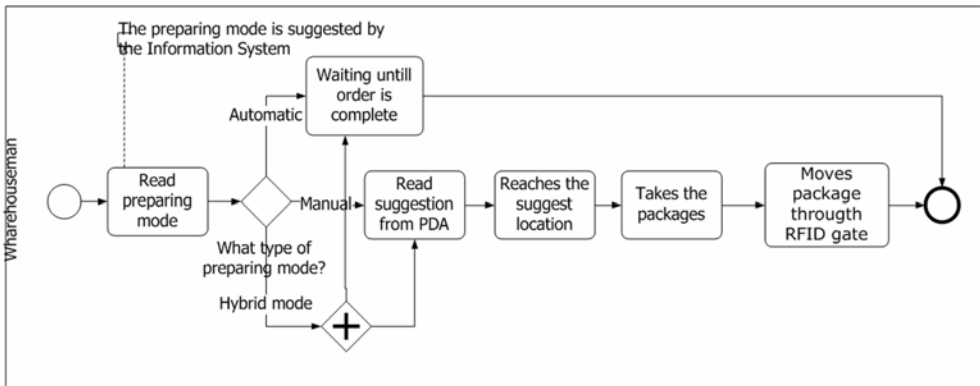 The preparing mode is suggested by
the Information System
Wharehouseman
Read
preparing
mode
Automatic
Waiting untill
order is
complete
Manual
What type of
preparing mode?
Hybrid mode
Read
suggestion
from PDA
Reaches the
suggest
location
Takes the
packages
Moves
package
througth
RFID gate